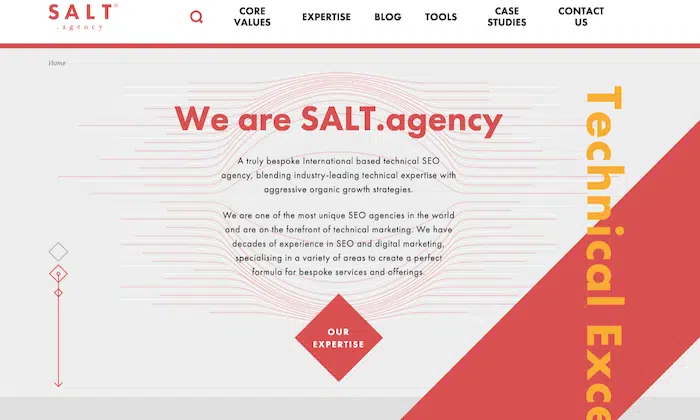 SALT®
.agency
CORE
VALUES
EXPERTISE
BLOG
TOOLS
CASE
STUDIES
CONTACT
US
Home
We are SALT.agency
A truly bespoke International based technical SEO
agency, blending industry-leading technical expertise with
aggressive organic growth strategies.
We are one of the most unique SEO agencies in the world
and are on the forefront of technical marketing. We have
decades of experience in SEO and digital marketing,
specialising in a variety of areas to create a perfect
formula for bespoke services and offerings.
OUR
EXPERTISE
Technical Exce